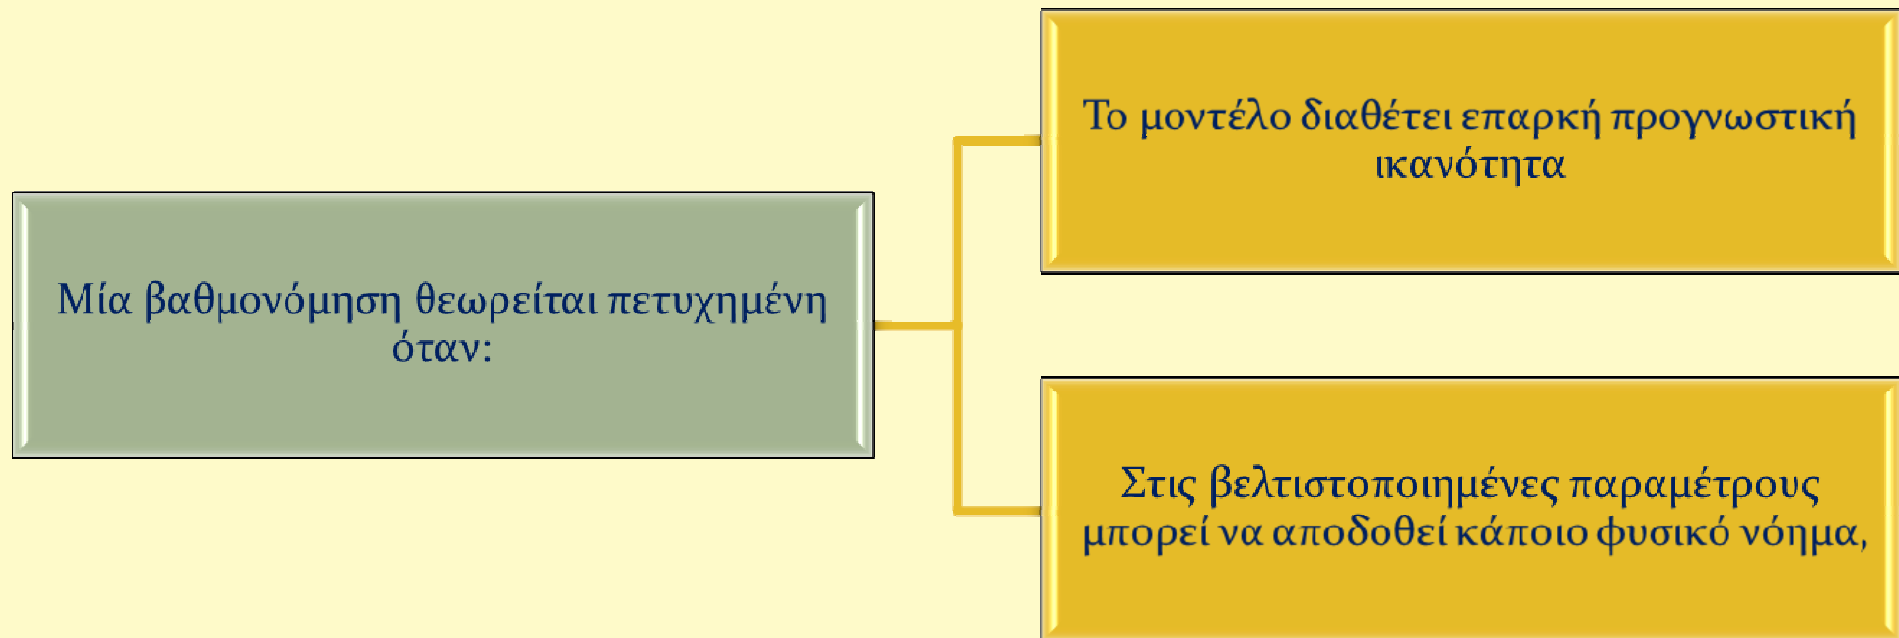 Μία βαθμονόμηση θεωρείται πετυχημένη
όταν:
Το μοντέλο διαθέτει επαρκή προγνωστική
ικανότητα
Στις βελτιστοποιημένες παραμέτρους
μπορεί να αποδοθεί κάποιο φυσικό νόημα,